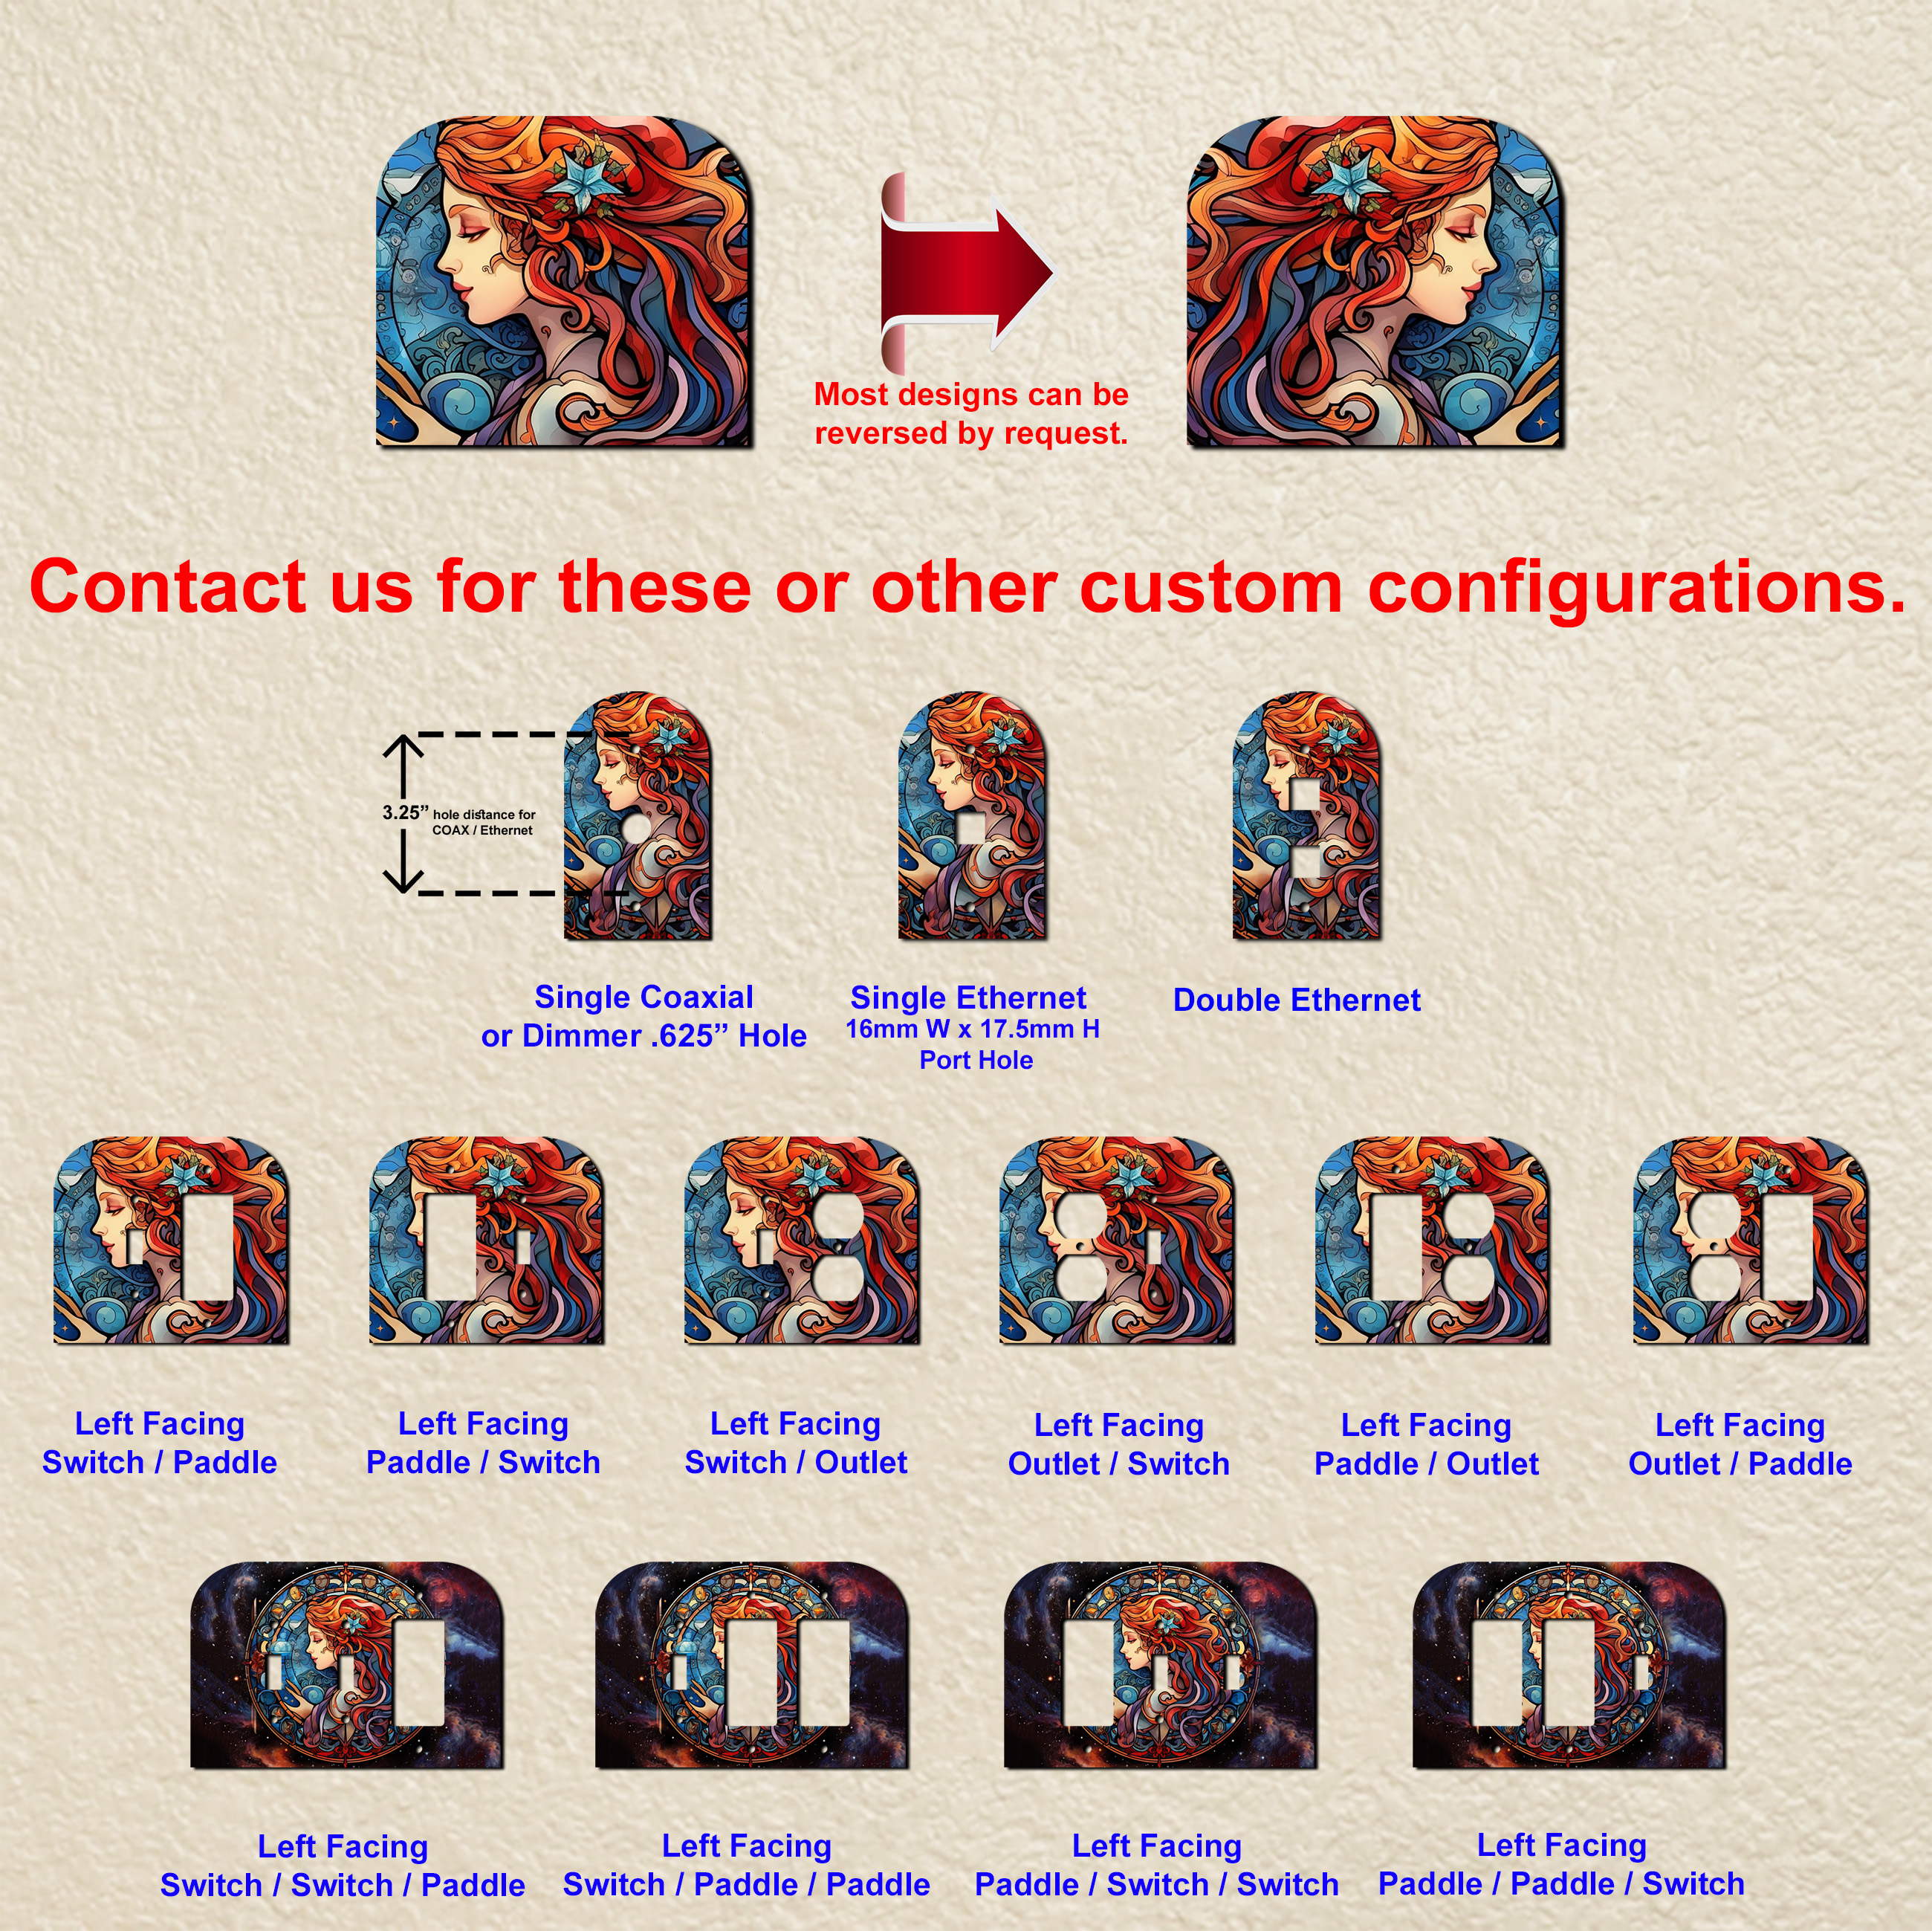 Most designs can be
reversed by request.
Contact us for these or other custom configurations.
3.25” hole distance for
COAX / Ethernet
Single Coaxial
or Dimmer .625” Hole
Single Ethernet
16mm W x 17.5mm H
Port Hole
Double Ethernet
Left Facing
Switch / Paddle
Left Facing
Paddle / Switch
Left Facing
Switch / Outlet
Left Facing
Outlet / Switch
Left Facing
Paddle / Outlet
Left Facing
Outlet / Paddle
Left Facing
Switch / Switch / Paddle
Left Facing
Switch / Paddle / Paddle
Left Facing
Paddle / Switch / Switch
Left Facing
Paddle / Paddle / Switch